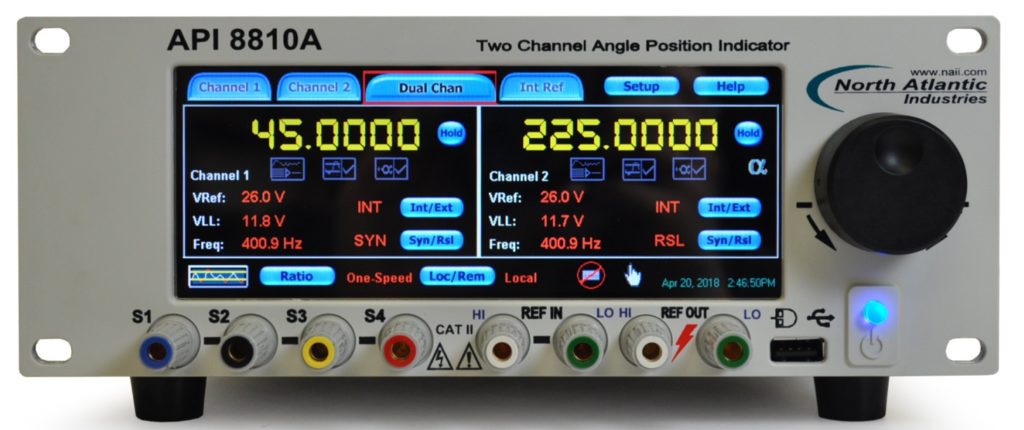 API 8810A
Two Channel Angle Position Indicator
www.naii.com
North Atlantic
Industries
Channel 1 Channel 2 Dual Chan Int Ref Setup Help
45.0000 Hold
Channel 1
VRef: 26.0 V
VLL: 11.8 V INT Int/Ext
Freq: 400.9 Hz SYN Syn/Rsl
225.0000 Hold
α
Channel 2
VRef: 26.0 V
VLL: 11.7 V INT Int/Ext
Freq: 400.9 Hz RSL Syn/Rsl
Ratio One-Speed Loc/Rem Local Apr 20, 2018 2:46:50PM
S1 S2 S3 S4 CAT II HI REF IN LO HI REF OUT LO